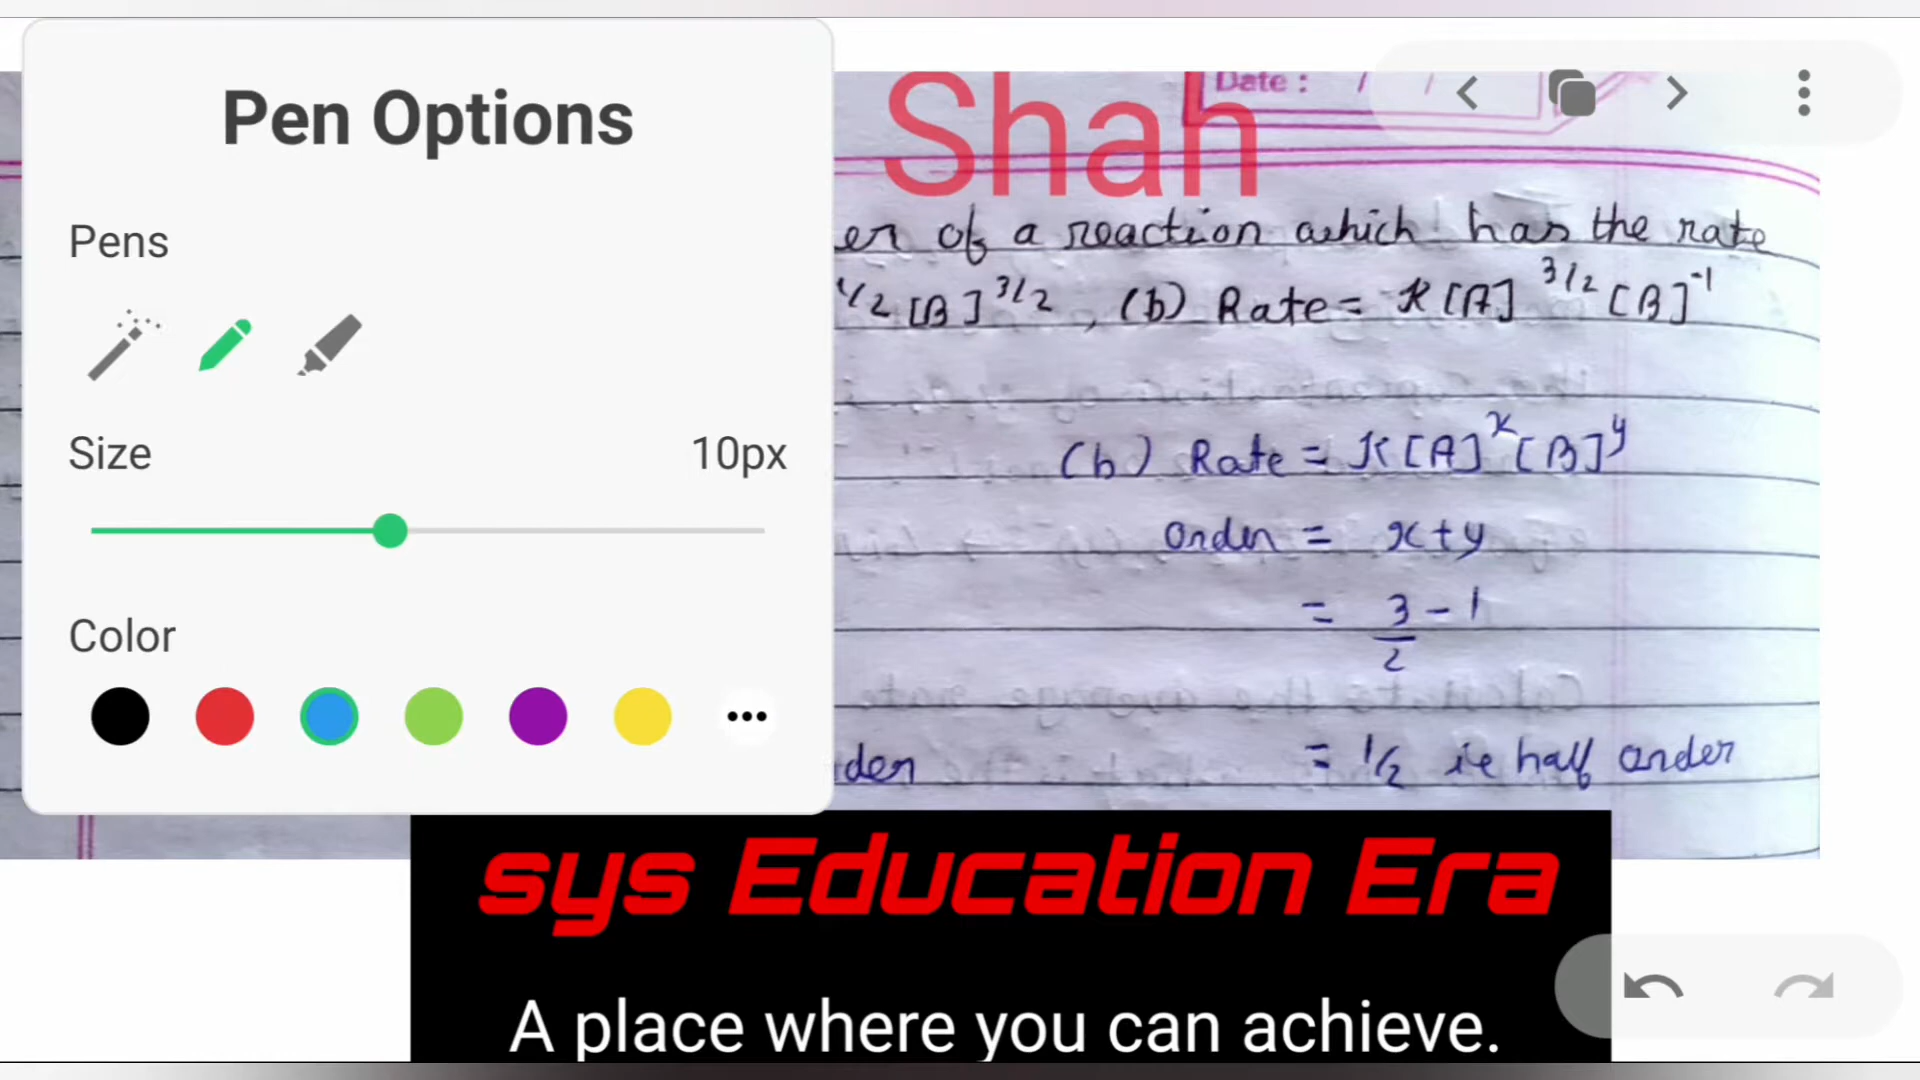 Pen Options
Pens
Size 10px
Color
Shah
Date : / /
er of a reaction which has the rate
1/2 [B] 3/2 , (b) Rate = K [A] 3/2 [B] -1
(b) Rate = K [A] x [B] y
order = x + y
= 3/2 - 1
der
= 1/2 ie half order
sys Education Era
A place where you can achieve.